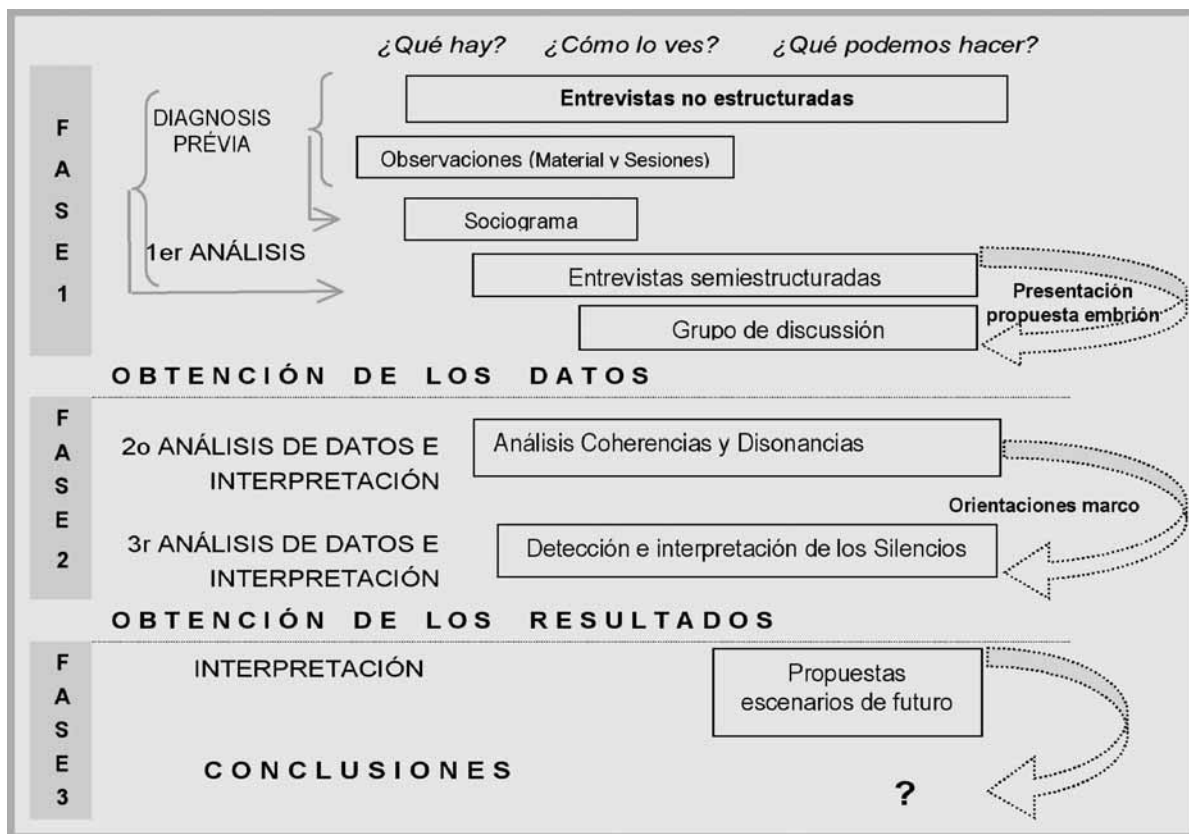 ¿Qué hay? ¿Cómo lo ves? ¿Qué podemos hacer?
FASE 1
DIAGNOSIS
PRÉVIA
Entrevistas no estructuradas
Observaciones (Material y Sesiones)
Sociograma
1er ANÁLISIS
Entrevistas semiestructuradas
Presentación
propuesta embrión
Grupo de discussión
OBTENCIÓN DE LOS DATOS
FASE 2
2o ANÁLISIS DE DATOS E
INTERPRETACIÓN
Análisis Coherencias y Disonancias
Orientaciones marco
3r ANÁLISIS DE DATOS E
INTERPRETACIÓN
Detección e interpretación de los Silencios
OBTENCIÓN DE LOS RESULTADOS
FASE 3
INTERPRETACIÓN
Propuestas
escenarios de futuro
CONCLUSIONES
?